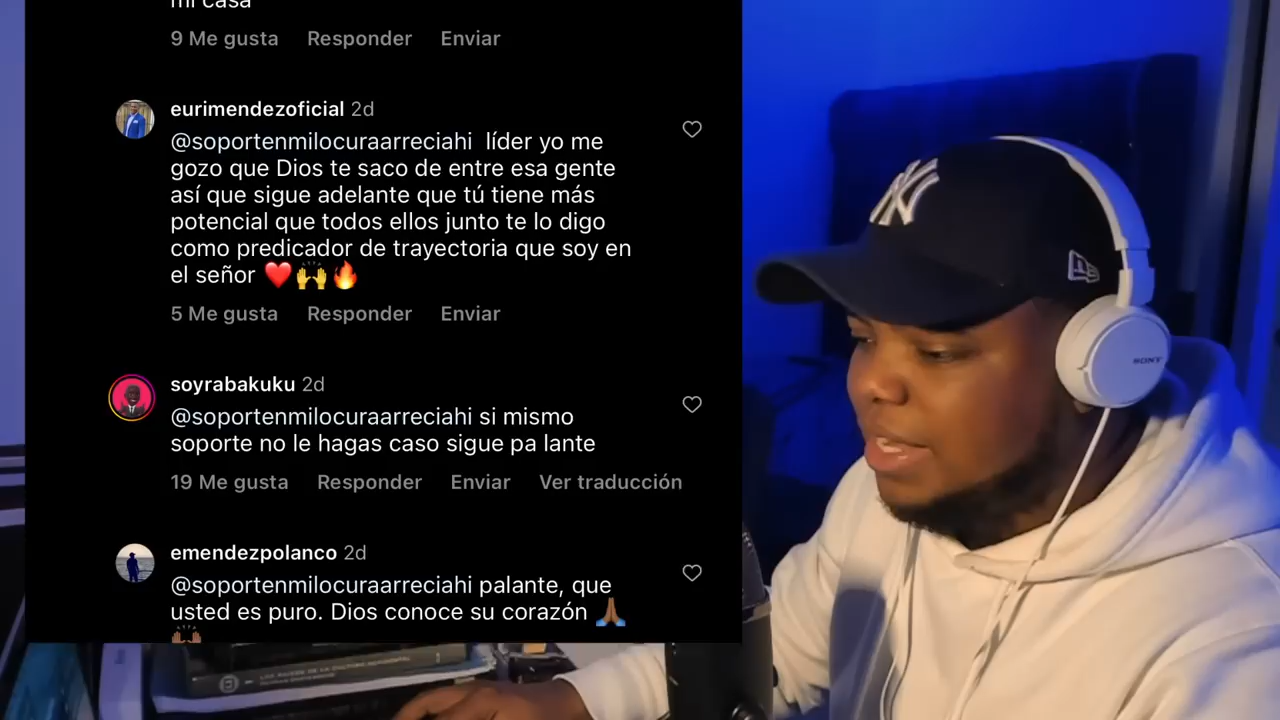 mi casa
9 Me gusta Responder Enviar
eurimendezoficial 2d
@soportenmilocuraarreciahi líder yo me
gozo que Dios te saco de entre esa gente
así que sigue adelante que tú tiene más
potencial que todos ellos junto te lo digo
como predicador de trayectoria que soy en
el señor ❤️🙌🔥
5 Me gusta Responder Enviar
soyrabakuku 2d
@soportenmilocuraarreciahi si mismo
soporte no le hagas caso sigue pa lante
19 Me gusta Responder Enviar Ver traducción
emendezpolanco 2d
@soportenmilocuraarreciahi palante, que
usted es puro. Dios conoce su corazón 🙏🏾
🙌🏾
NY
SONY